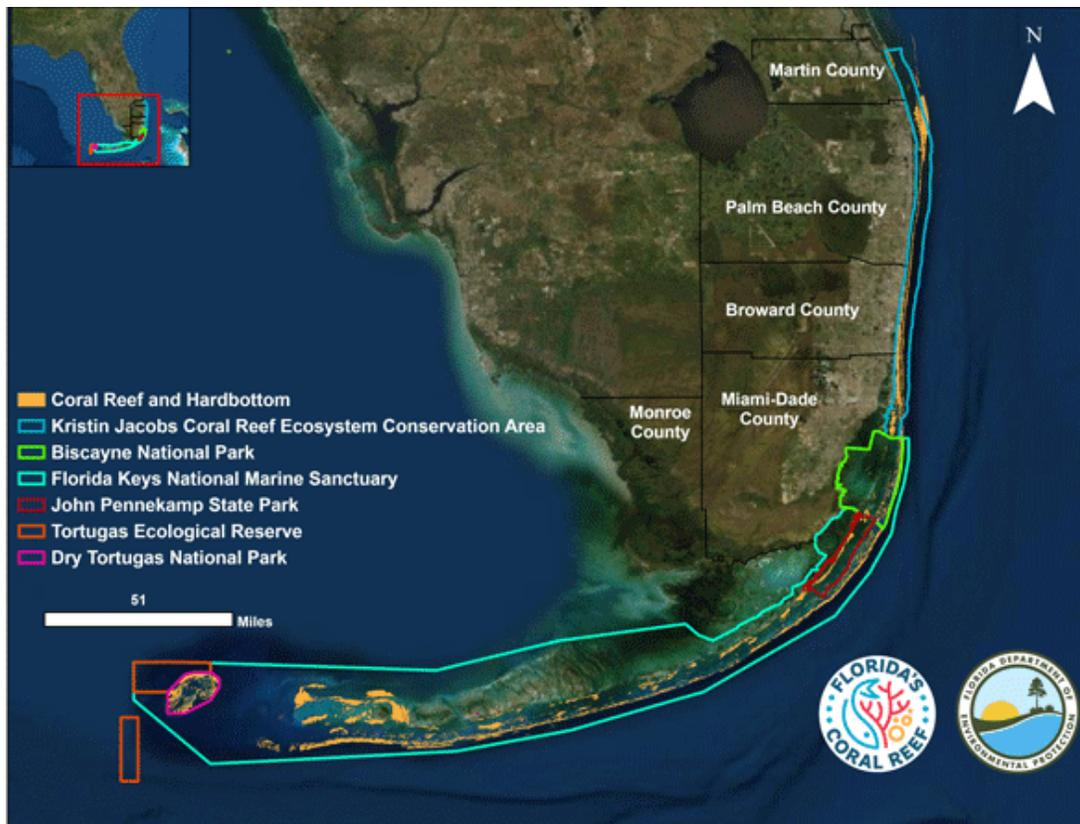 N
Martin County
Palm Beach County
Broward County
Miami-Dade
County
Monroe
County
Coral Reef and Hardbottom
Kristin Jacobs Coral Reef Ecosystem Conservation Area
Biscayne National Park
Florida Keys National Marine Sanctuary
John Pennekamp State Park
Tortugas Ecological Reserve
Dry Tortugas National Park
51
Miles
FLORIDA'S
CORAL REEF
FLORIDA DEPARTMENT OF
ENVIRONMENTAL PROTECTION